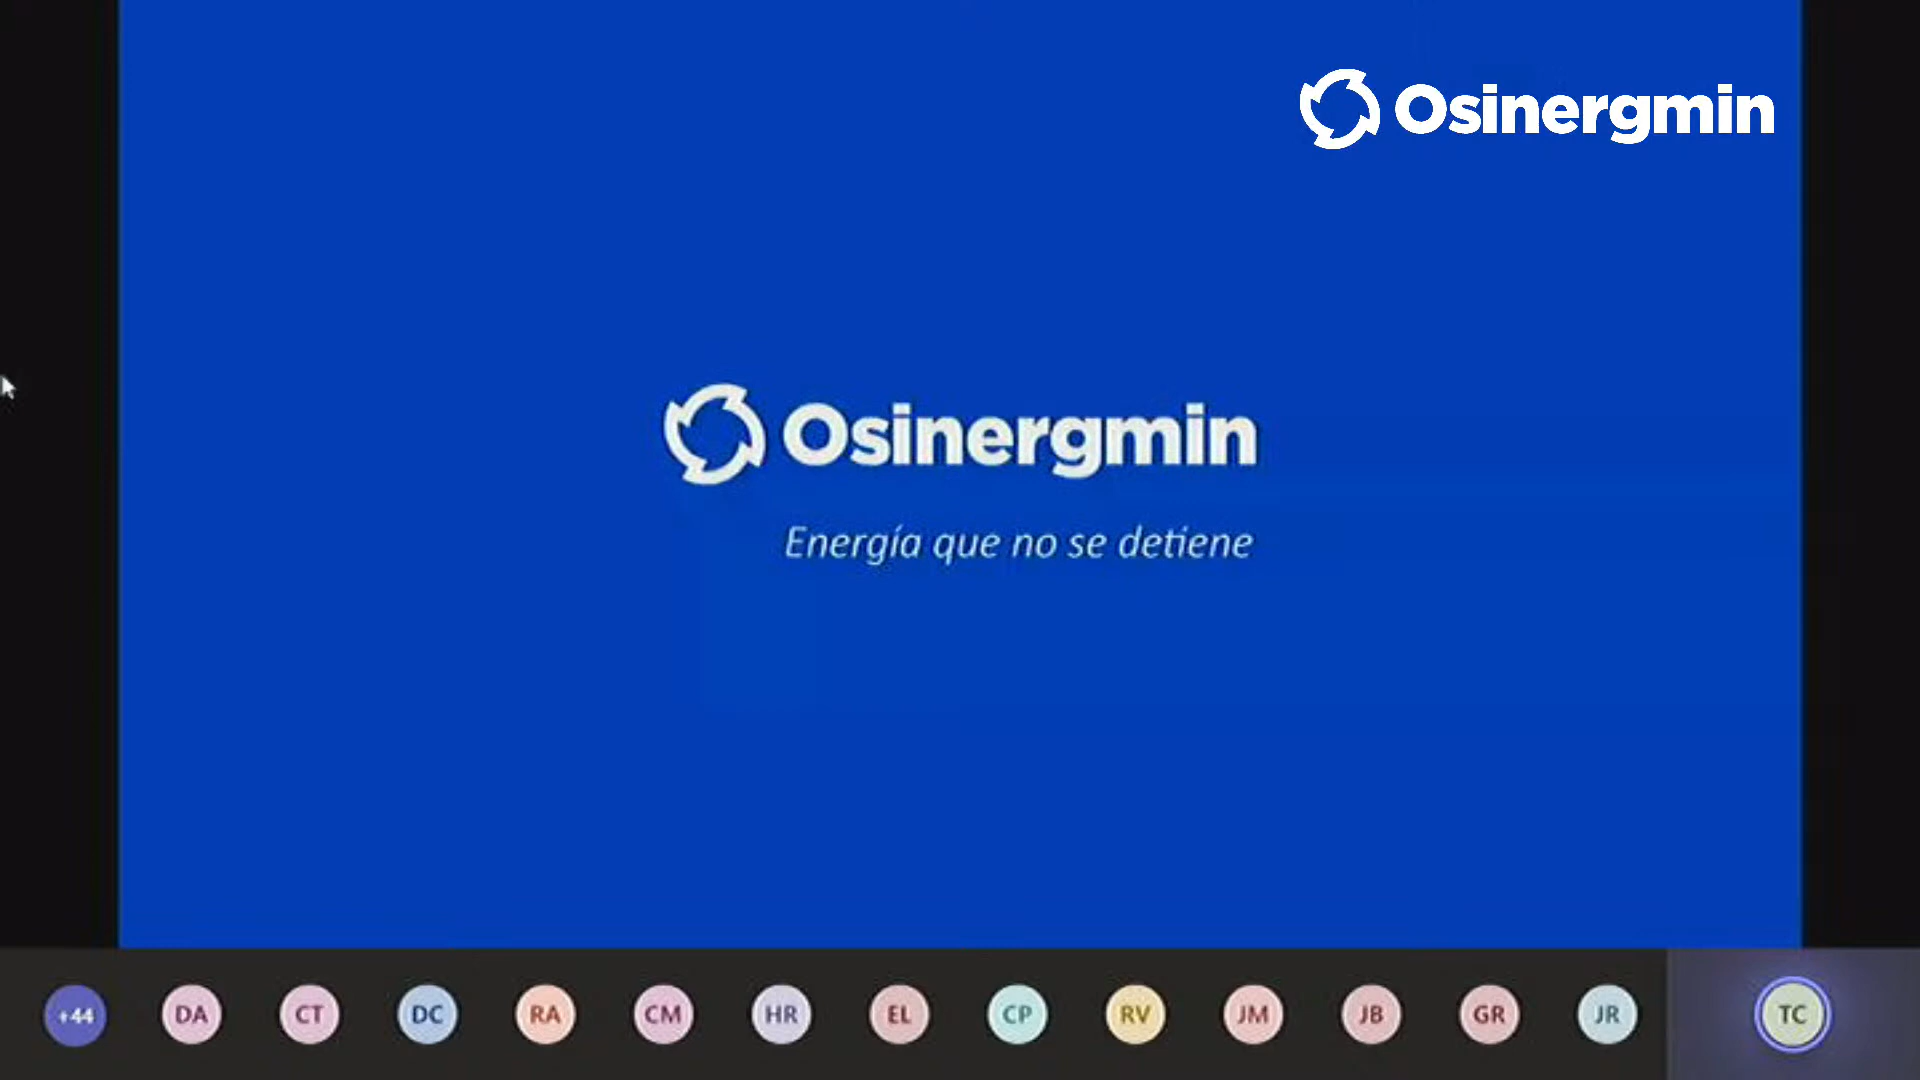 Osinergmin
Osinergmin
Energía que no se detiene
+44 DA CT DC RA CM HR EL CP RV JM JB GR JR TC